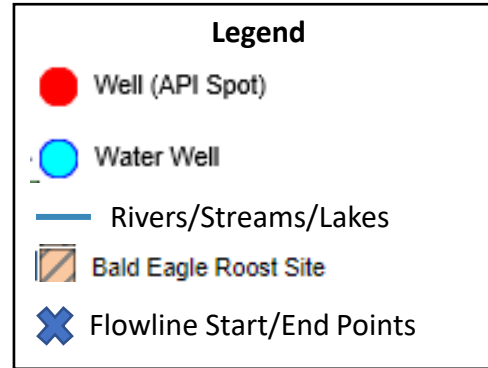 Legend
Well (API Spot)
Water Well
Rivers/Streams/Lakes
Bald Eagle Roost Site
Flowline Start/End Points